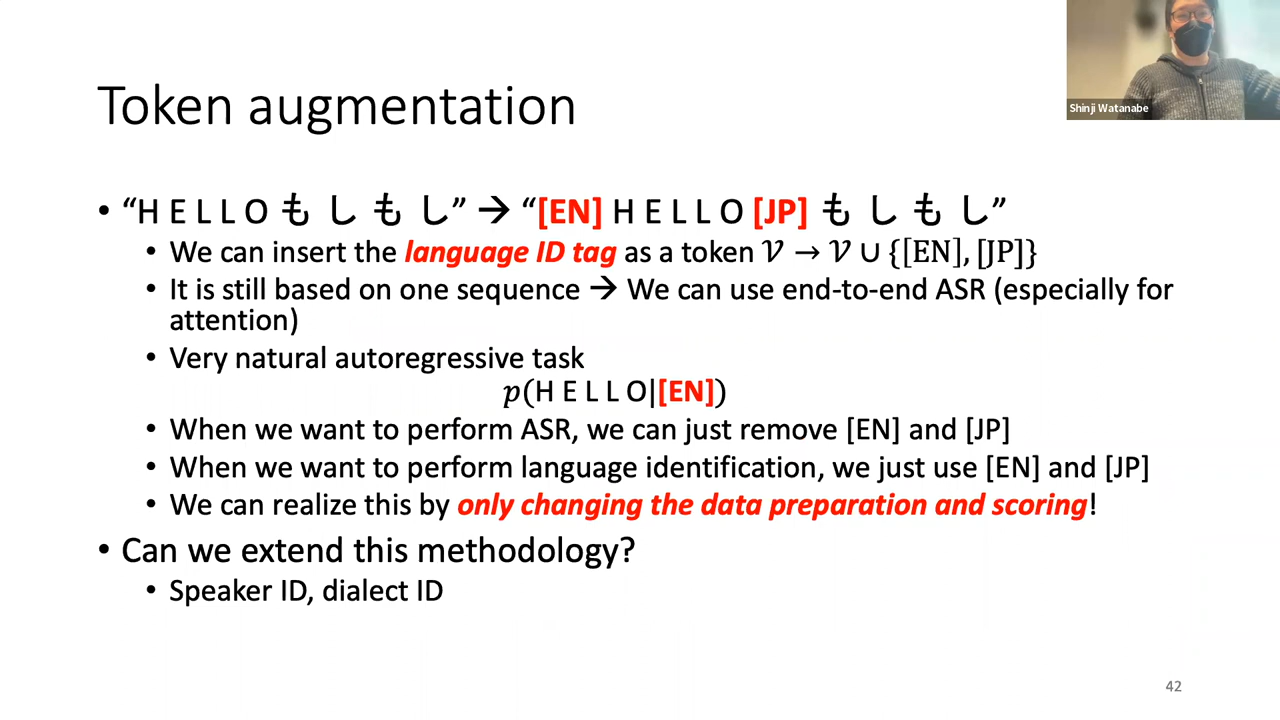 Shinji Watanabe
Token augmentation
• “H E L L O も し も し” → “[EN] H E L L O [JP] も し も し”
• We can insert the language ID tag as a token 𝒱 → 𝒱 ∪ {[EN], [JP]}
• It is still based on one sequence → We can use end-to-end ASR (especially for
attention)
• Very natural autoregressive task
𝑝(H E L L O|[EN])
• When we want to perform ASR, we can just remove [EN] and [JP]
• When we want to perform language identification, we just use [EN] and [JP]
• We can realize this by only changing the data preparation and scoring!
• Can we extend this methodology?
• Speaker ID, dialect ID
42